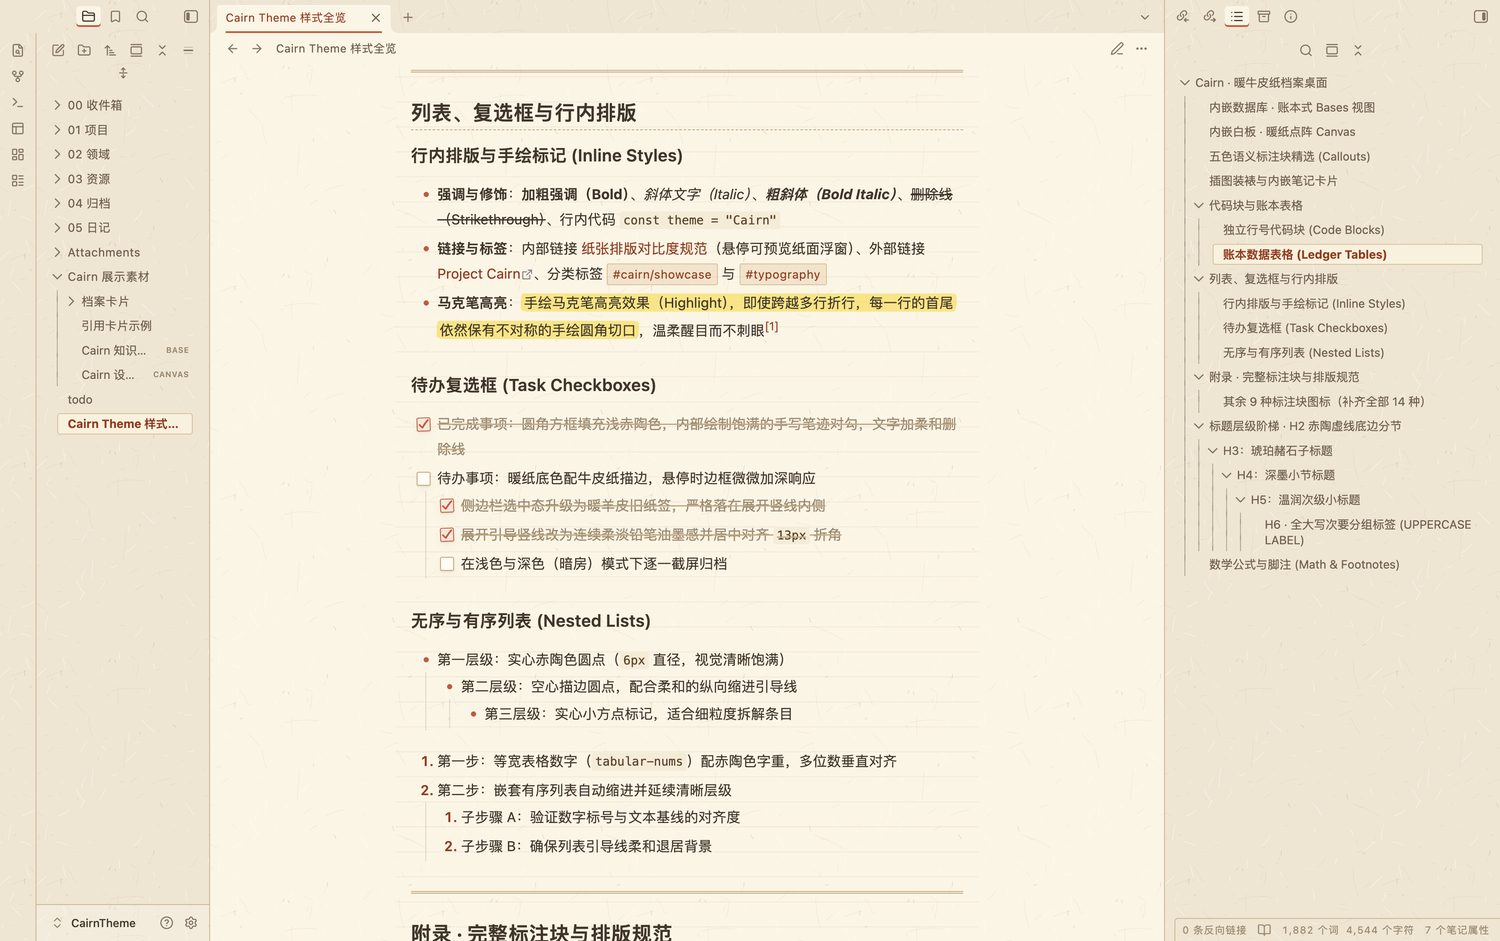 Cairn Theme 样式全览
Cairn Theme 样式全览
00 收件箱
01 项目
02 领域
03 资源
04 归档
05 日记
Attachments
Cairn 展示素材
档案卡片
引用卡片示例
Cairn 知识... BASE
Cairn 设... CANVAS
todo
Cairn Theme 样式...
CairnTheme
列表、复选框与行内排版
行内排版与手绘标记 (Inline Styles)
• 强调与修饰：加粗强调（Bold）、斜体文字（Italic）、粗斜体（Bold Italic）、删除线
（Strikethrough）、行内代码 const theme = "Cairn"
• 链接与标签：内部链接 纸张排版对比度规范（悬停可预览纸面浮窗）、外部链接
Project Cairn、分类标签 #cairn/showcase 与 #typography
• 马克笔高亮：手绘马克笔高亮效果（Highlight），即使跨越多行折行，每一行的首尾
依然保有不对称的手绘圆角切口，温柔醒目而不刺眼[1]
待办复选框 (Task Checkboxes)
已完成事项：圆角方框填充浅赤陶色，内部绘制饱满的手写笔迹对勾，文字加柔和删
除线
待办事项：暖纸底色配牛皮纸描边，悬停时边框微微加深响应
侧边栏选中态升级为暖羊皮旧纸签，严格落在展开竖线内侧
展开引导竖线改为连续柔淡铅笔油墨感并居中对齐 13px 折角
在浅色与深色（暗房）模式下逐一截屏归档
无序与有序列表 (Nested Lists)
• 第一层级：实心赤陶色圆点（ 6px 直径，视觉清晰饱满）
• 第二层级：空心描边圆点，配合柔和的纵向缩进引导线
• 第三层级：实心小方点标记，适合细粒度拆解条目
1. 第一步：等宽表格数字（ tabular-nums ）配赤陶色字重，多位数垂直对齐
2. 第二步：嵌套有序列表自动缩进并延续清晰层级
1. 子步骤 A：验证数字标号与文本基线的对齐度
2. 子步骤 B：确保列表引导线柔和退居背景
附录 · 完整标注块与排版规范
Cairn · 暖牛皮纸档案桌面
内嵌数据库 · 账本式 Bases 视图
内嵌白板 · 暖纸点阵 Canvas
五色语义标注块精选 (Callouts)
插图装裱与内嵌笔记卡片
代码块与账本表格
独立行号代码块 (Code Blocks)
账本数据表格 (Ledger Tables)
列表、复选框与行内排版
行内排版与手绘标记 (Inline Styles)
待办复选框 (Task Checkboxes)
无序与有序列表 (Nested Lists)
附录 · 完整标注块与排版规范
其余 9 种标注块图标（补齐全部 14 种）
标题层级阶梯 · H2 赤陶虚线底边分节
H3：琥珀赭石子标题
H4：深墨小节标题
H5：温润次级小标题
H6 · 全大写次要分组标签 (UPPERCASE
LABEL)
数学公式与脚注 (Math & Footnotes)
0 条反向链接 1,882 个词 4,544 个字符 7 个笔记属性